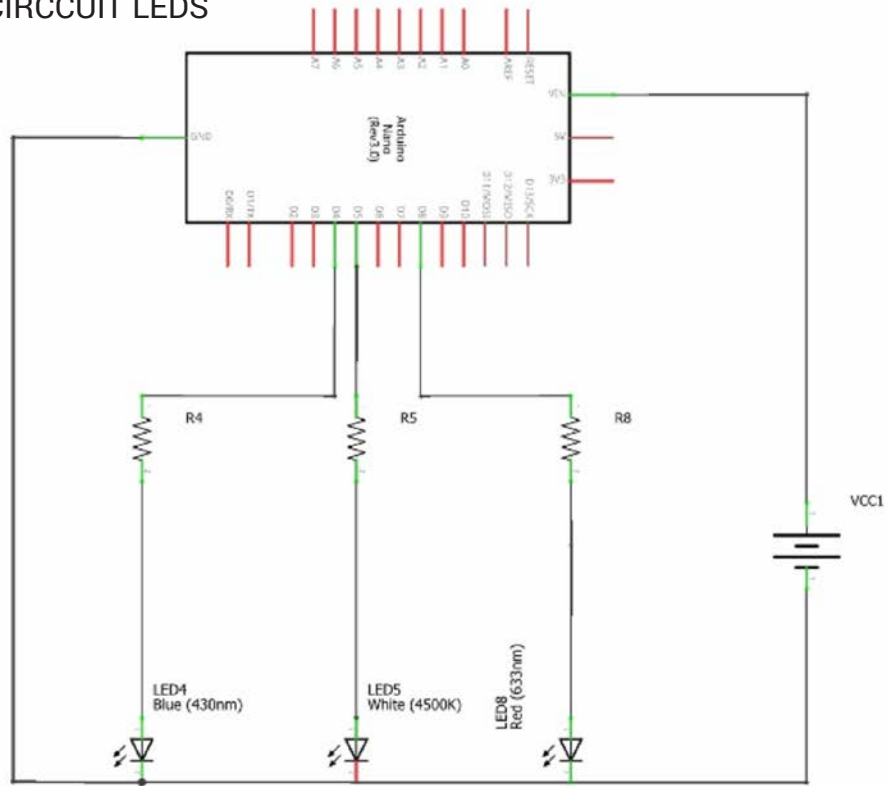 CIRCCUIT LEDS
A7
A6
A5
A4
A3
A2
A1
A0
AREF
RESET
VIN
GND
Arduino
Nano
(Rev3.0)
5V
3V3
D0/RX
D1/TX
D2
D3
D4
D5
D6
D7
D8
D9
D10
D11/MOSI
D12/MISO
D13/SCK
R4
R5
R8
VCC1
LED4
Blue (430nm)
LED5
White (4500K)
LED8
Red (633nm)